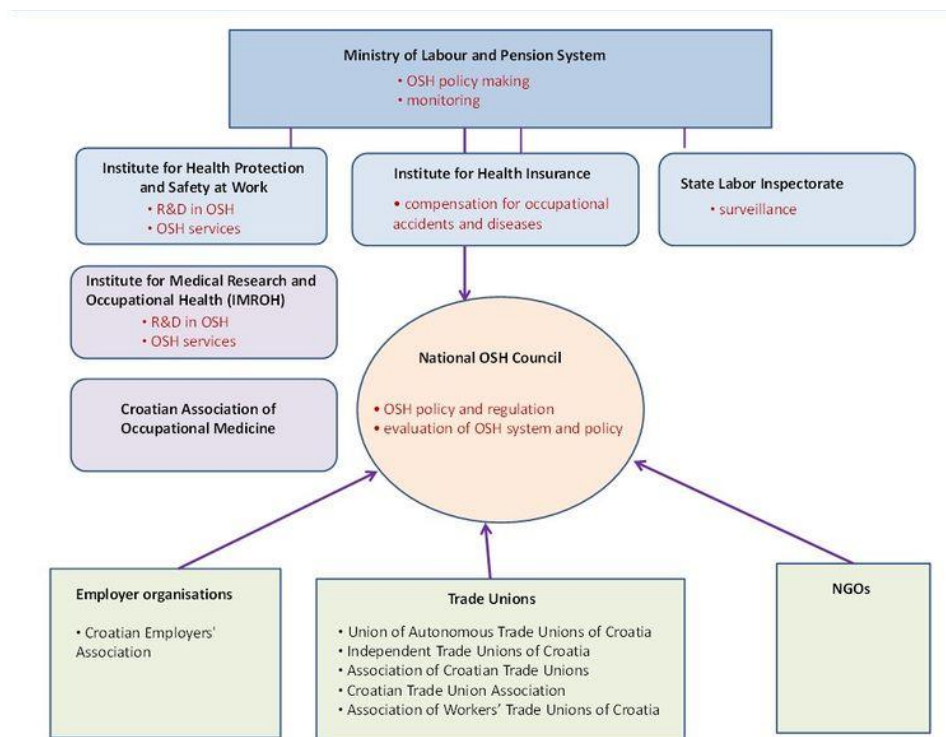 Ministry of Labour and Pension System
• OSH policy making
• monitoring
Institute for Health Protection
and Safety at Work
• R&D in OSH
• OSH services
Institute for Health Insurance
• compensation for occupational
accidents and diseases
State Labor Inspectorate
• surveillance
Institute for Medical Research and
Occupational Health (IMROH)
• R&D in OSH
• OSH services
National OSH Council
• OSH policy and regulation
• evaluation of OSH system and policy
Croatian Association of
Occupational Medicine
Employer organisations
• Croatian Employers'
Association
Trade Unions
• Union of Autonomous Trade Unions of Croatia
• Independent Trade Unions of Croatia
• Association of Croatian Trade Unions
• Croatian Trade Union Association
• Association of Workers’ Trade Unions of Croatia
NGOs